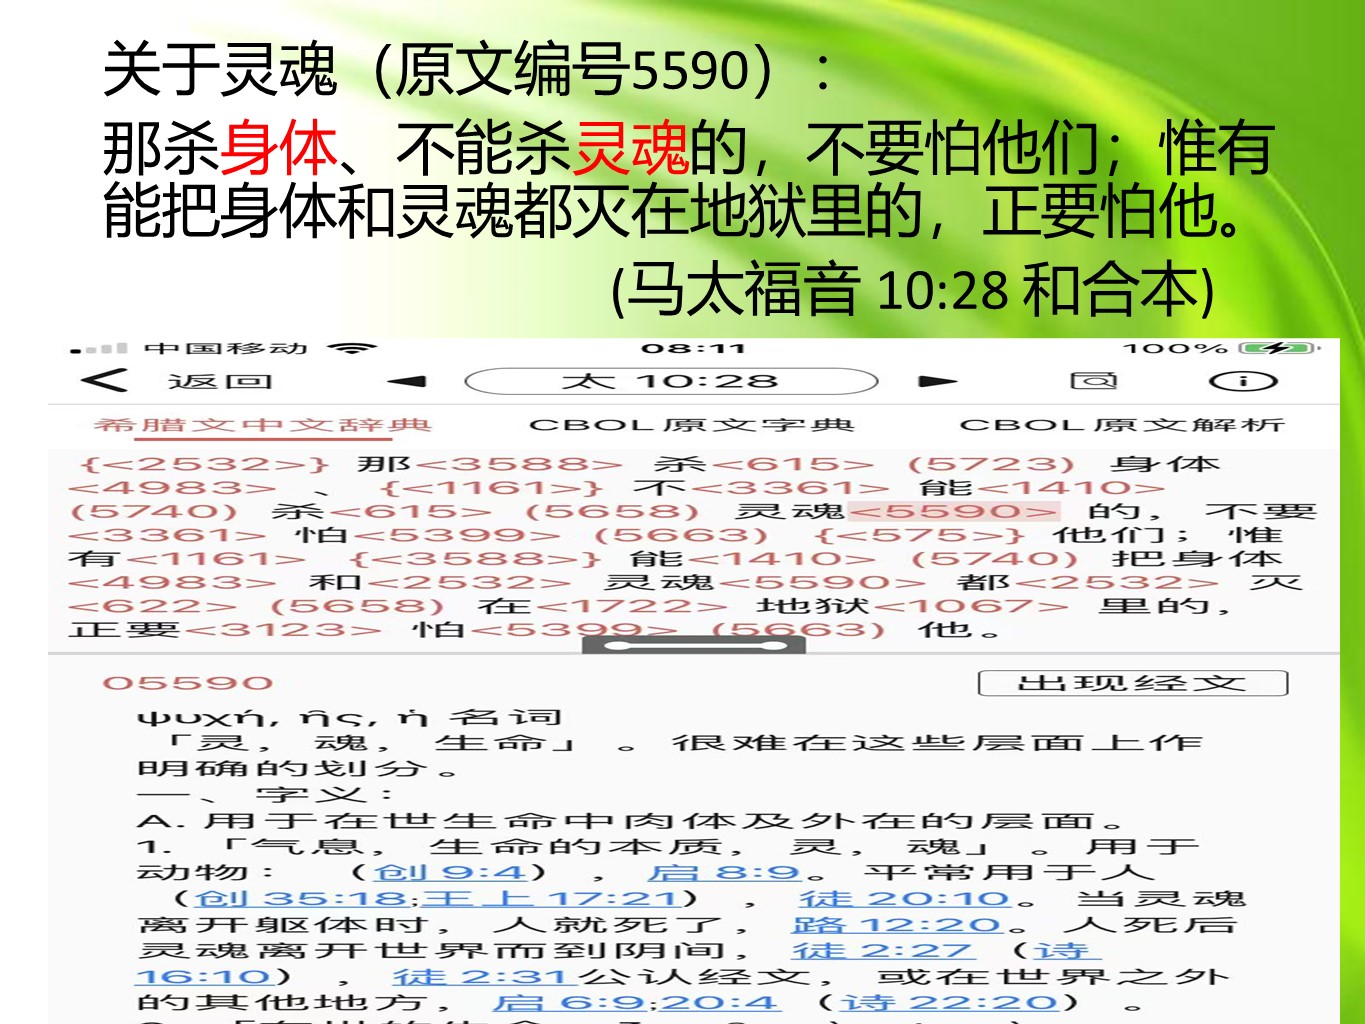 关于灵魂（原文编号5590）：
那杀身体、不能杀灵魂的，不要怕他们；惟有
能把身体和灵魂都灭在地狱里的，正要怕他。
(马太福音 10:28 和合本)
中国移动 08:11 100%
返回 太 10:28
希腊文中文辞典 CBOL原文字典 CBOL原文解析
{<2532>} 那<3588> 杀<615> (5723) 身体
<4983> 、 {<1161>} 不<3361> 能<1410>
(5740) 杀<615> (5658) 灵魂<5590> 的，不要
<3361> 怕<5399> (5663) {<575>} 他们；惟
有<1161> {<3588>} 能<1410> (5740) 把身体
<4983> 和<2532> 灵魂<5590> 都<2532> 灭
<622> (5658) 在<1722> 地狱<1067> 里的，
正要<3123> 怕<5399> (5663) 他。
05590 出现经文
ψυχή, ῆς, ἡ 名词
「灵，魂，生命」。很难在这些层面上作
明确的划分。
一、字义：
A. 用于在世生命中肉体及外在的层面。
1. 「气息，生命的本质，灵，魂」。用于
动物：（创 9:4），启 8:9。平常用于人
（创 35:18;王上 17:21），徒 20:10。当灵魂
离开躯体时，人就死了，路 12:20。人死后
灵魂离开世界而到阴间，徒 2:27（诗
16:10），徒 2:31公认经文，或在世界之外
的其他地方，启 6:9;20:4（诗 22:20）。